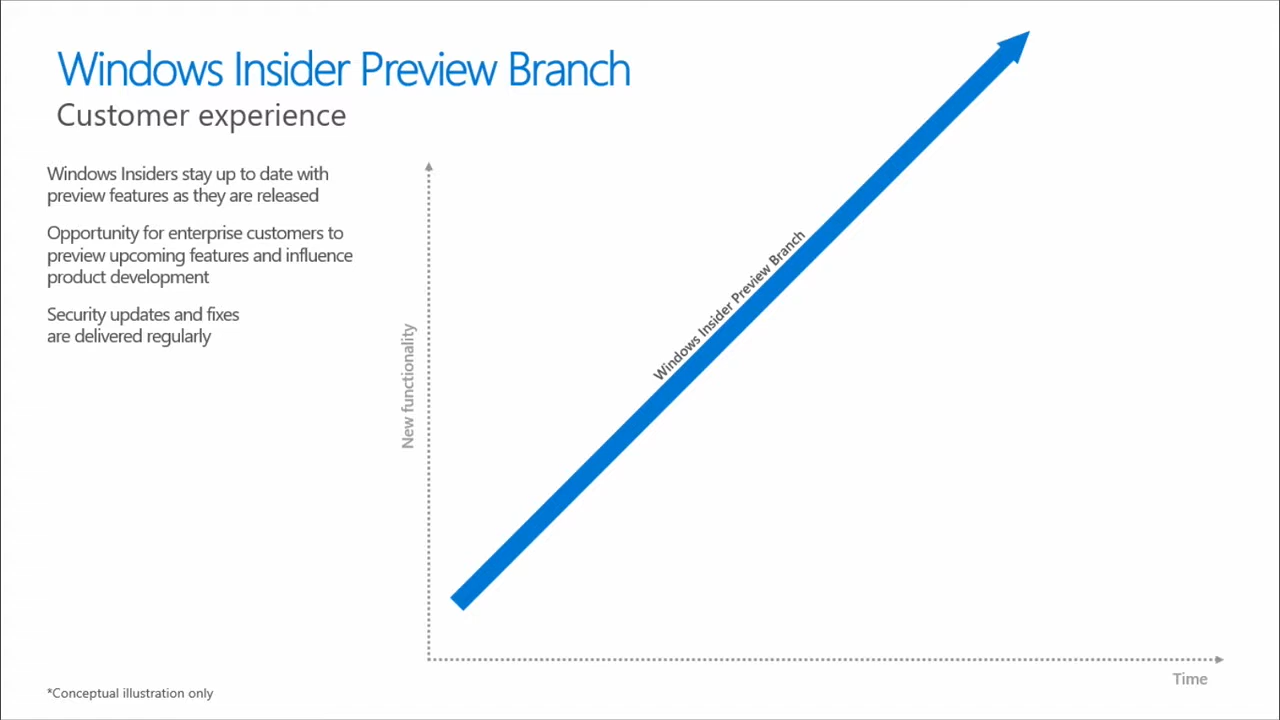 Windows Insider Preview Branch
Customer experience
Windows Insiders stay up to date with
preview features as they are released
Opportunity for enterprise customers to
preview upcoming features and influence
product development
Security updates and fixes
are delivered regularly
New functionality
Windows Insider Preview Branch
Time
*Conceptual illustration only